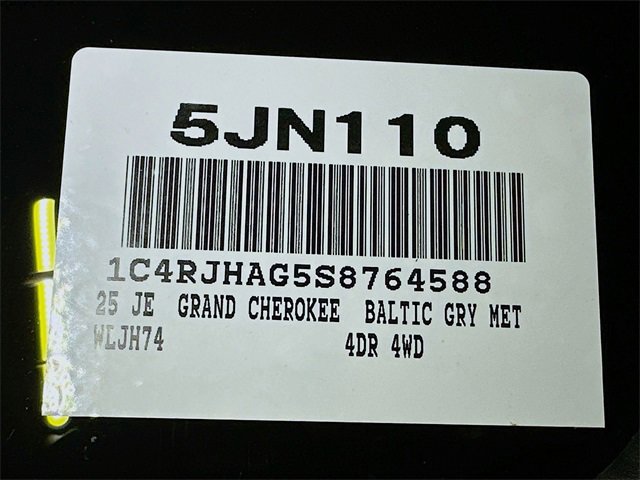 5JN110
1C4RJHAG5S8764588
25 JE GRAND CHEROKEE BALTIC GRY MET
WLJH74 4DR 4WD